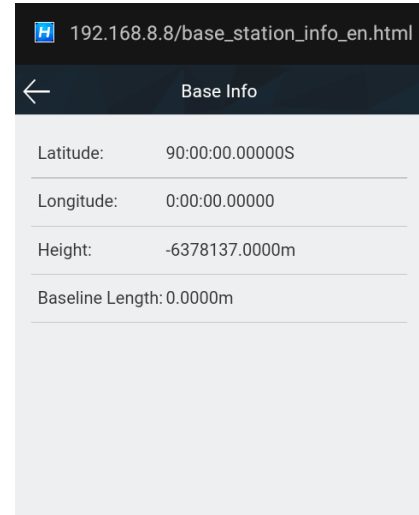 H 192.168.8.8/base_station_info_en.html
Base Info
Latitude: 90:00:00.00000S
Longitude: 0:00:00.00000
Height: -6378137.0000m
Baseline Length: 0.0000m